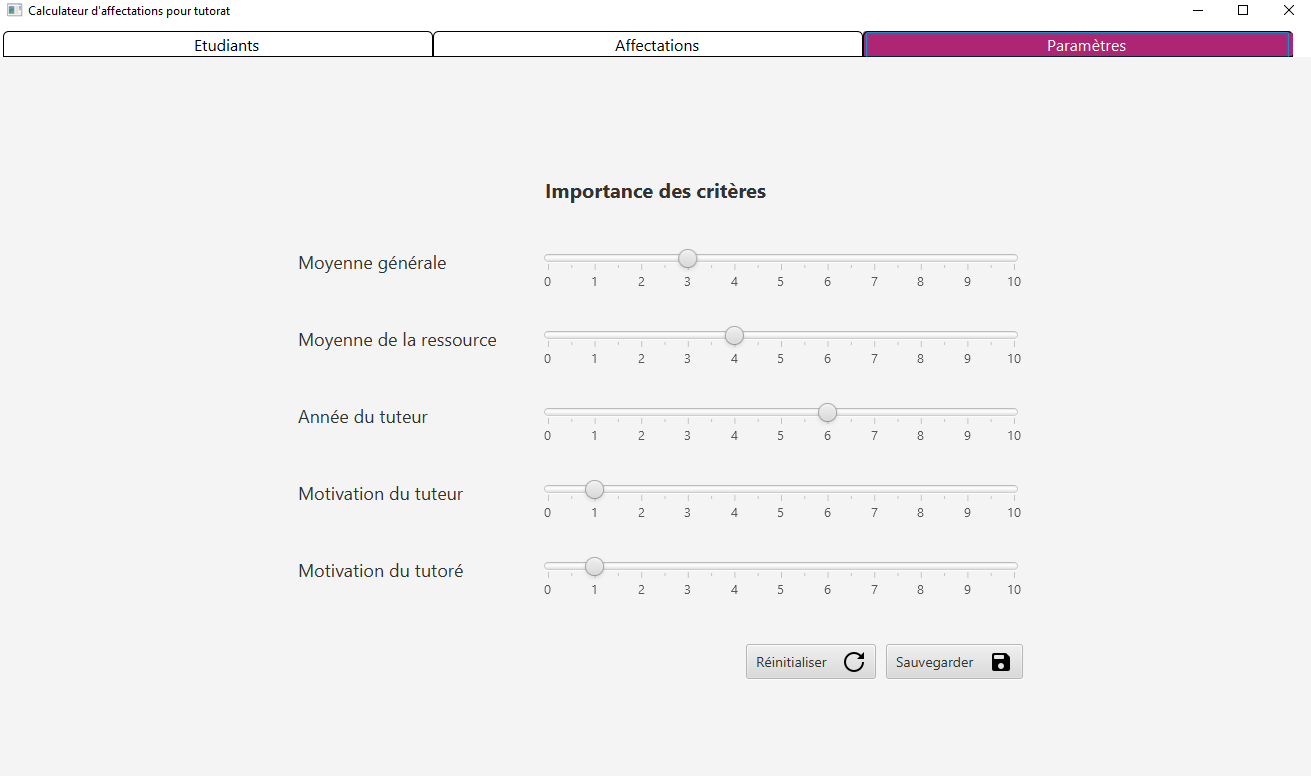 Calculateur d'affectations pour tutorat
Etudiants Affectations Paramètres
Importance des critères
Moyenne générale
0 1 2 3 4 5 6 7 8 9 10
Moyenne de la ressource
0 1 2 3 4 5 6 7 8 9 10
Année du tuteur
0 1 2 3 4 5 6 7 8 9 10
Motivation du tuteur
0 1 2 3 4 5 6 7 8 9 10
Motivation du tutoré
0 1 2 3 4 5 6 7 8 9 10
Réinitialiser Sauvegarder